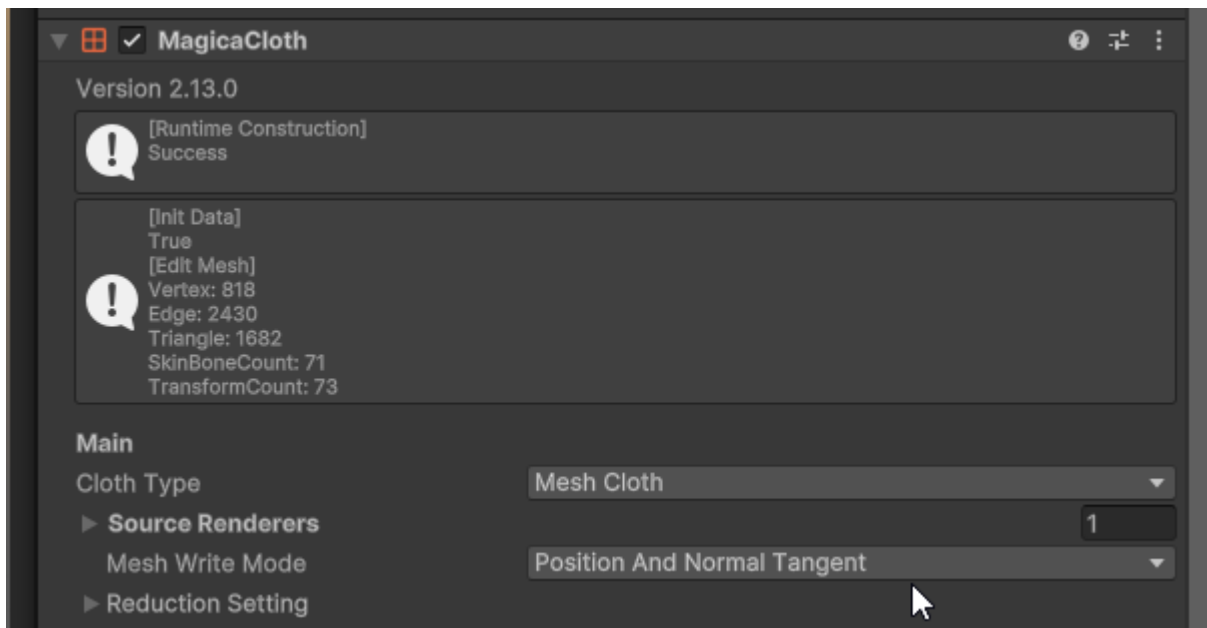 MagicaCloth
Version 2.13.0
[Runtime Construction]
Success
[Init Data]
True
[Edit Mesh]
Vertex: 818
Edge: 2430
Triangle: 1682
SkinBoneCount: 71
TransformCount: 73
Main
Cloth Type Mesh Cloth
Source Renderers 1
Mesh Write Mode Position And Normal Tangent
Reduction Setting